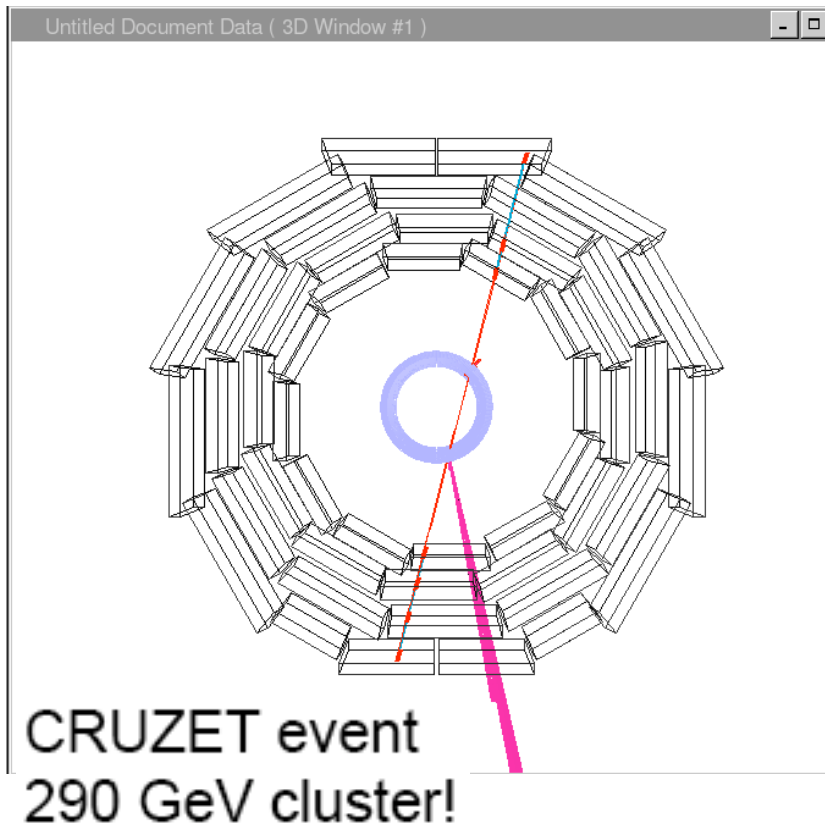 Untitled Document Data ( 3D Window #1 )
CRUZET event
290 GeV cluster!